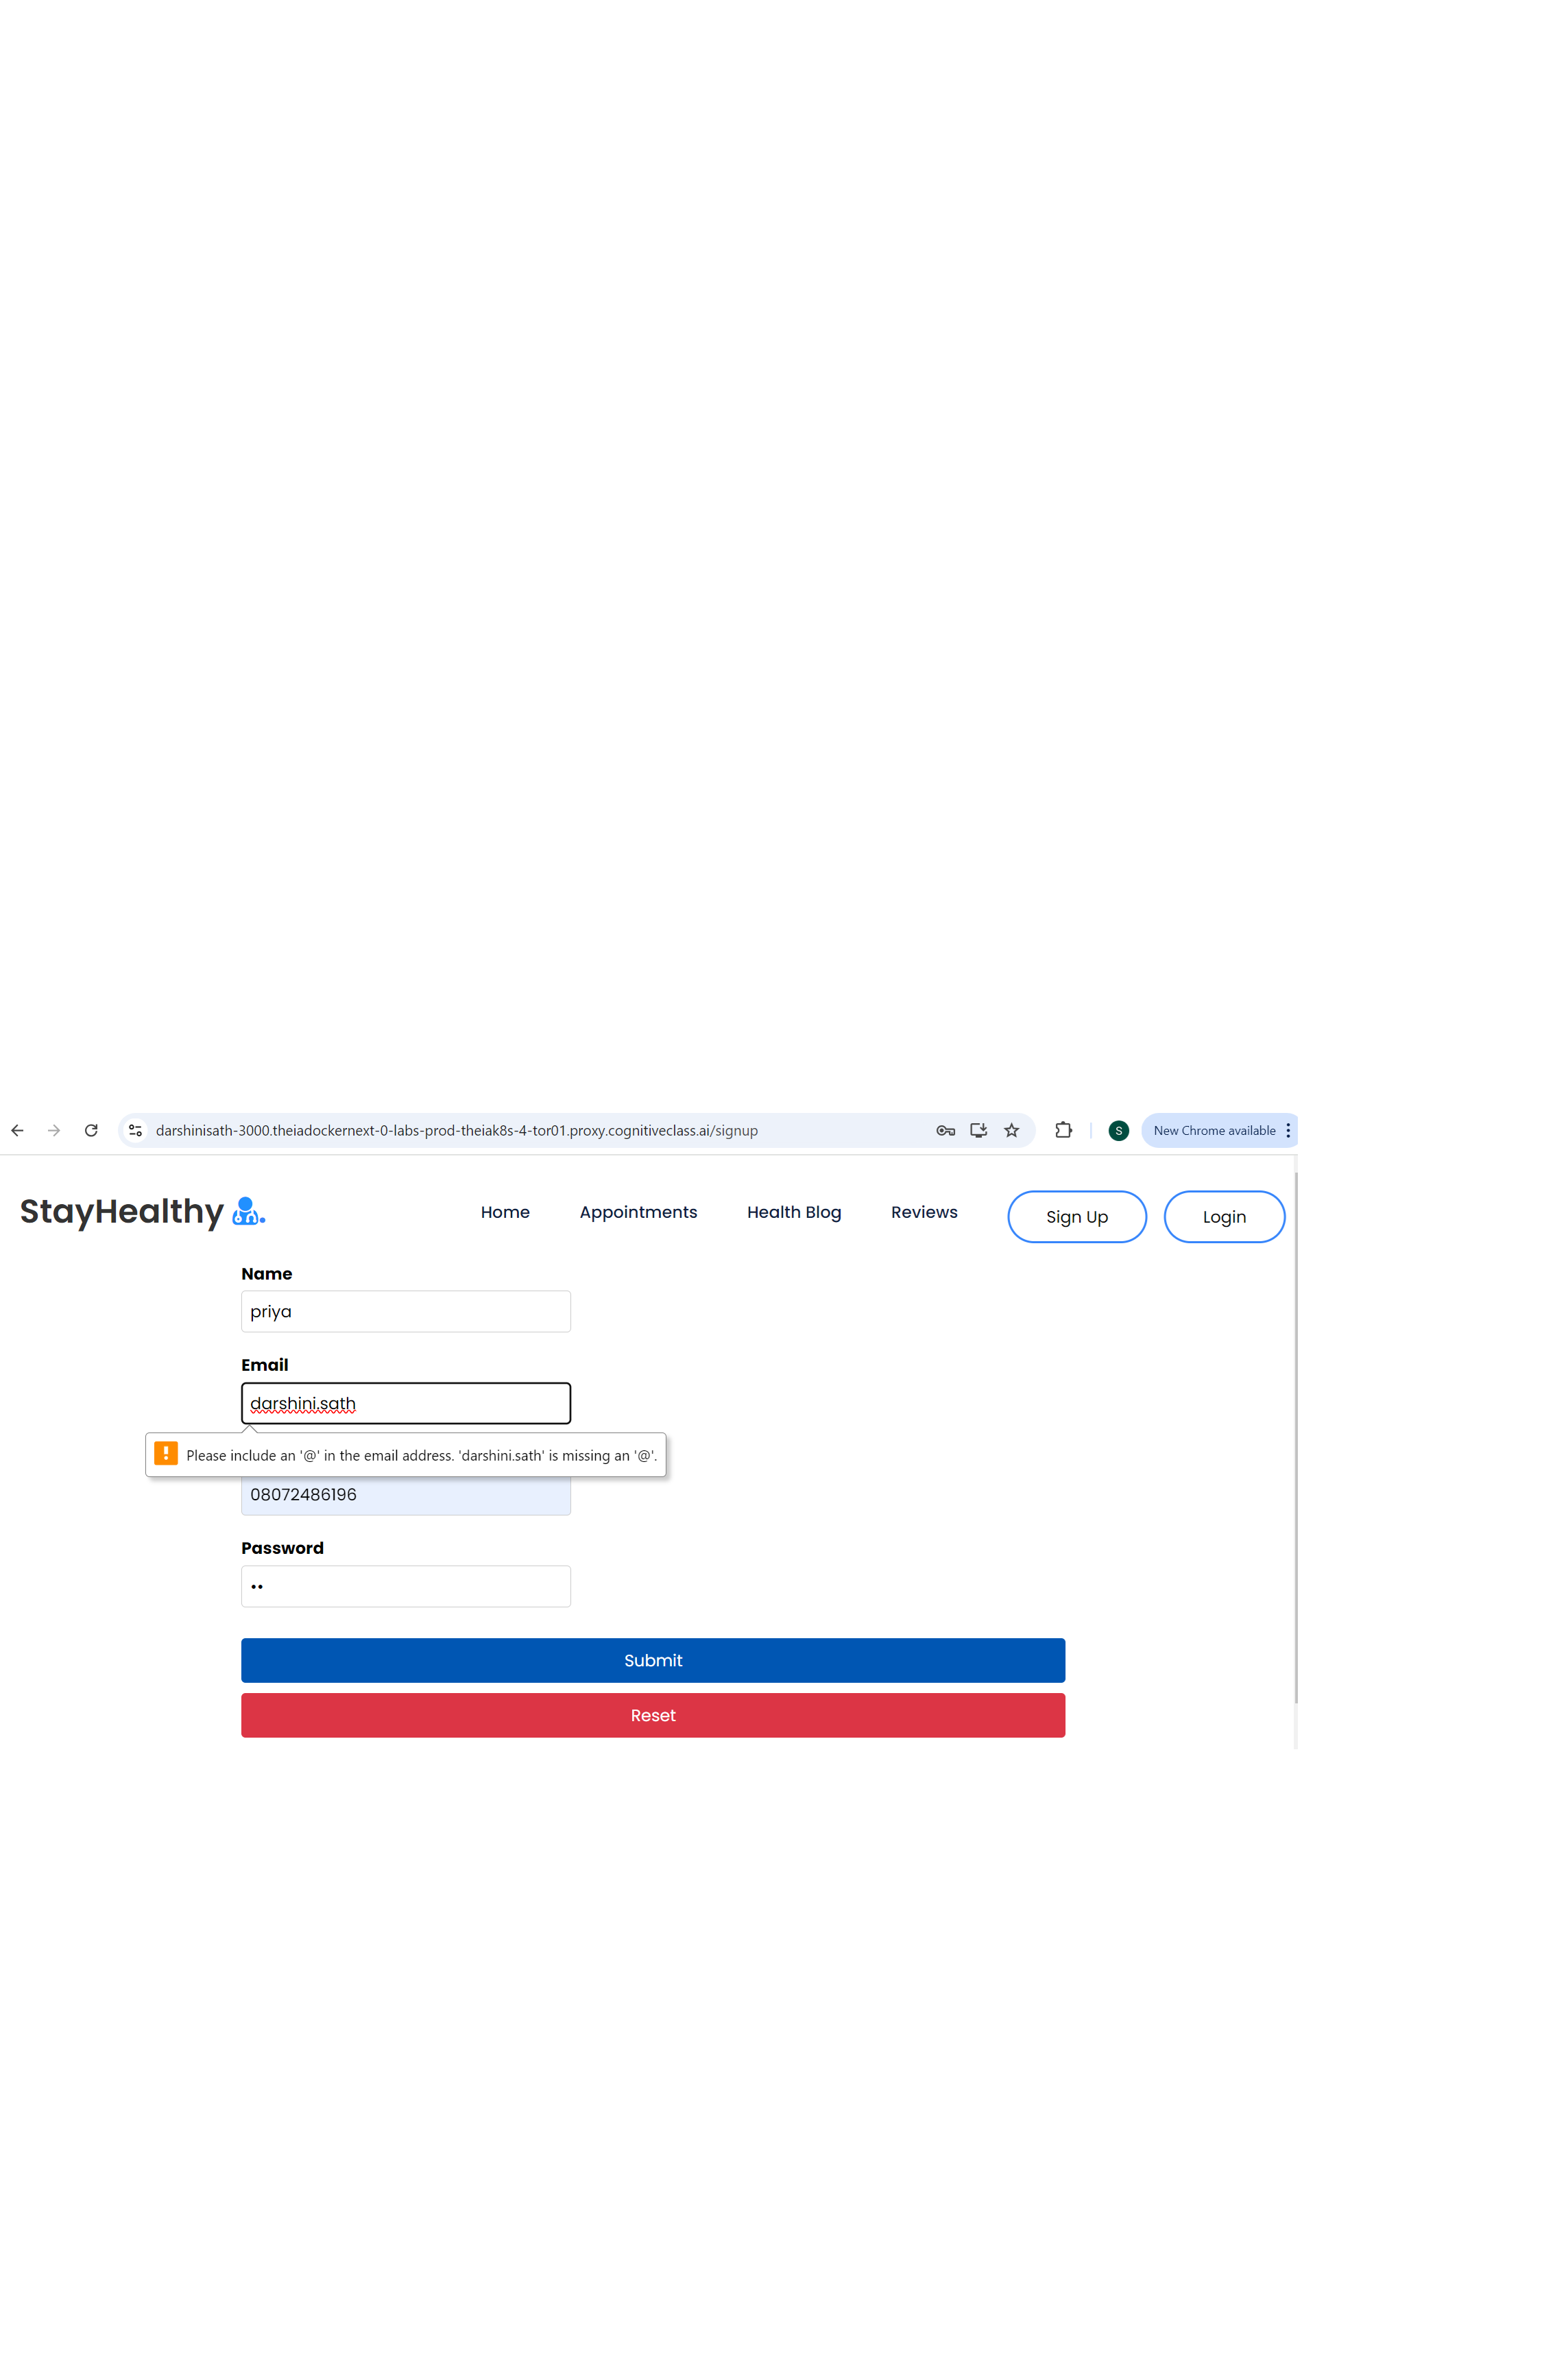 darshinisath-3000.theiadockernext-0-labs-prod-theiak8s-4-tor01.proxy.cognitiveclass.ai/signup
S
New Chrome available
StayHealthy
Home
Appointments
Health Blog
Reviews
Sign Up
Login
Name
priya
Email
darshini.sath
Please include an '@' in the email address. 'darshini.sath' is missing an '@'.
08072486196
Password
••
Submit
Reset